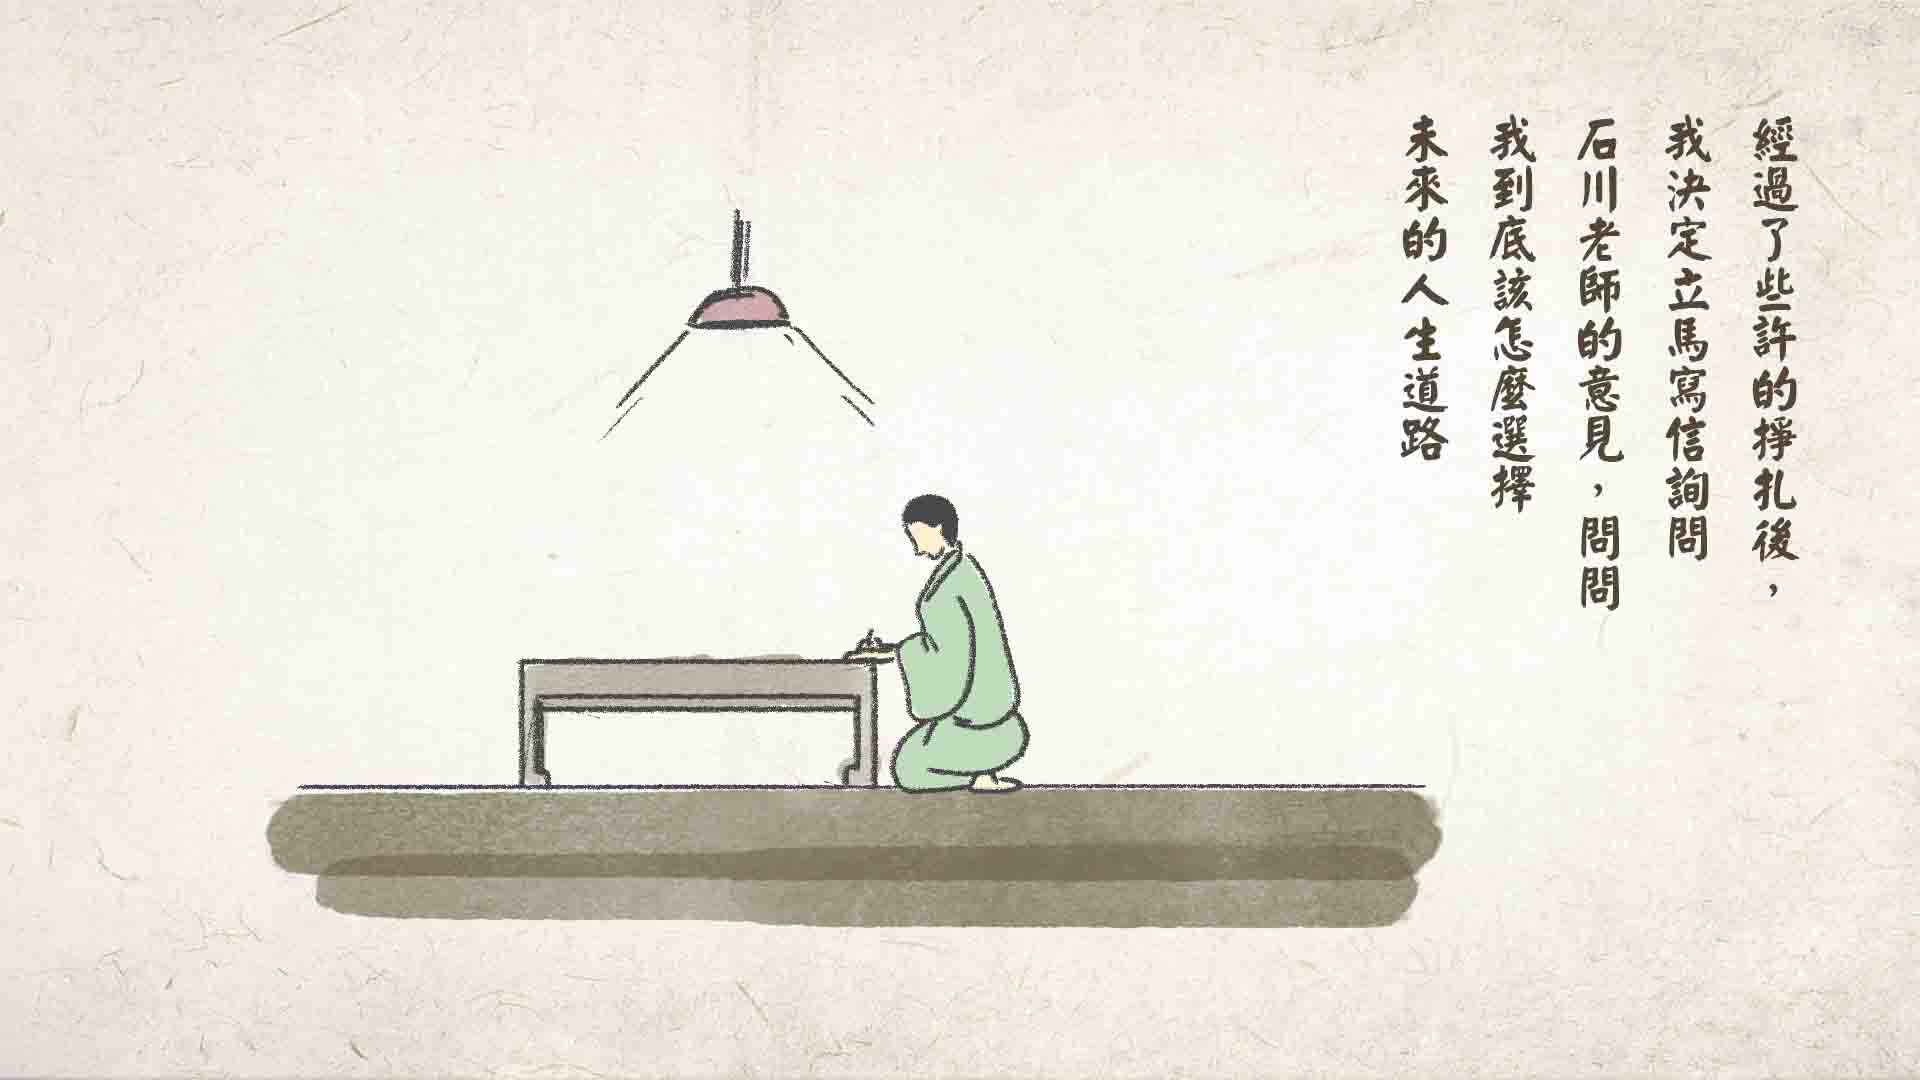 經過了些許的掙扎後，
我決定立馬寫信詢問
石川老師的意見，問問
我到底該怎麼選擇
未來的人生道路